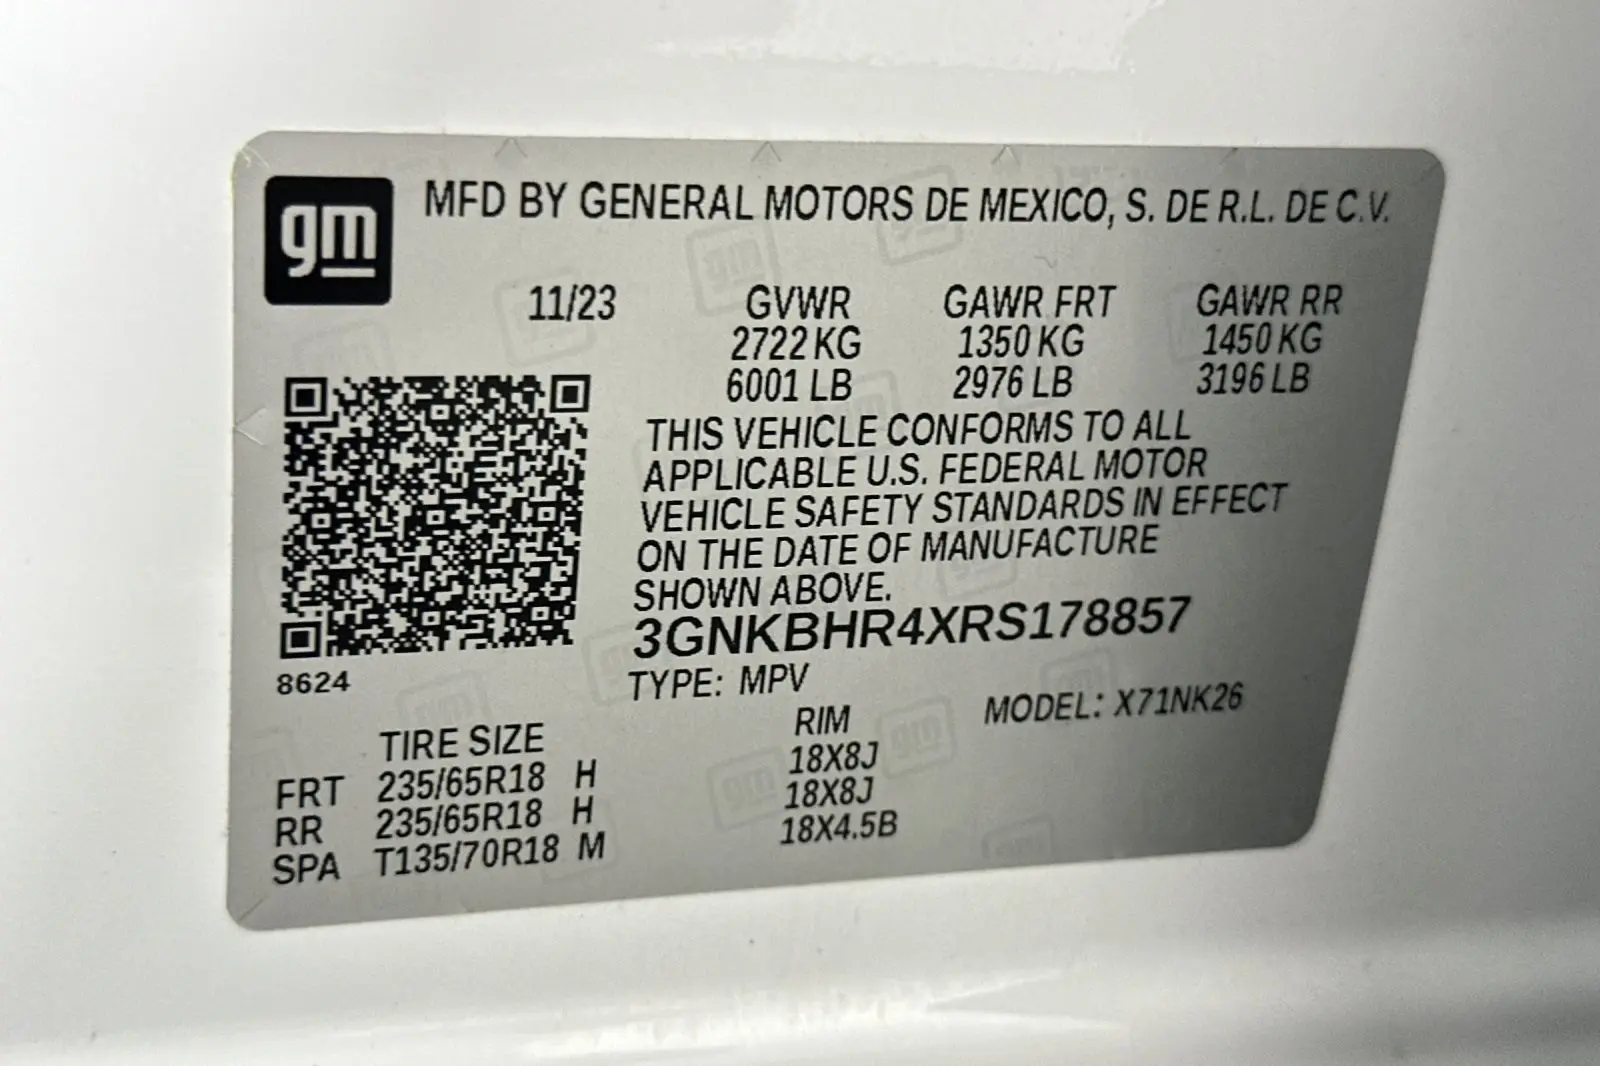 gm
MFD BY GENERAL MOTORS DE MEXICO, S. DE R.L. DE C.V.
11/23 GVWR GAWR FRT GAWR RR
2722 KG 1350 KG 1450 KG
6001 LB 2976 LB 3196 LB
THIS VEHICLE CONFORMS TO ALL
APPLICABLE U.S. FEDERAL MOTOR
VEHICLE SAFETY STANDARDS IN EFFECT
ON THE DATE OF MANUFACTURE
SHOWN ABOVE.
3GNKBHR4XRS178857
8624
TYPE: MPV
MODEL: X71NK26
TIRE SIZE RIM
FRT 235/65R18 H 18X8J
RR 235/65R18 H 18X8J
SPA T135/70R18 M 18X4.5B